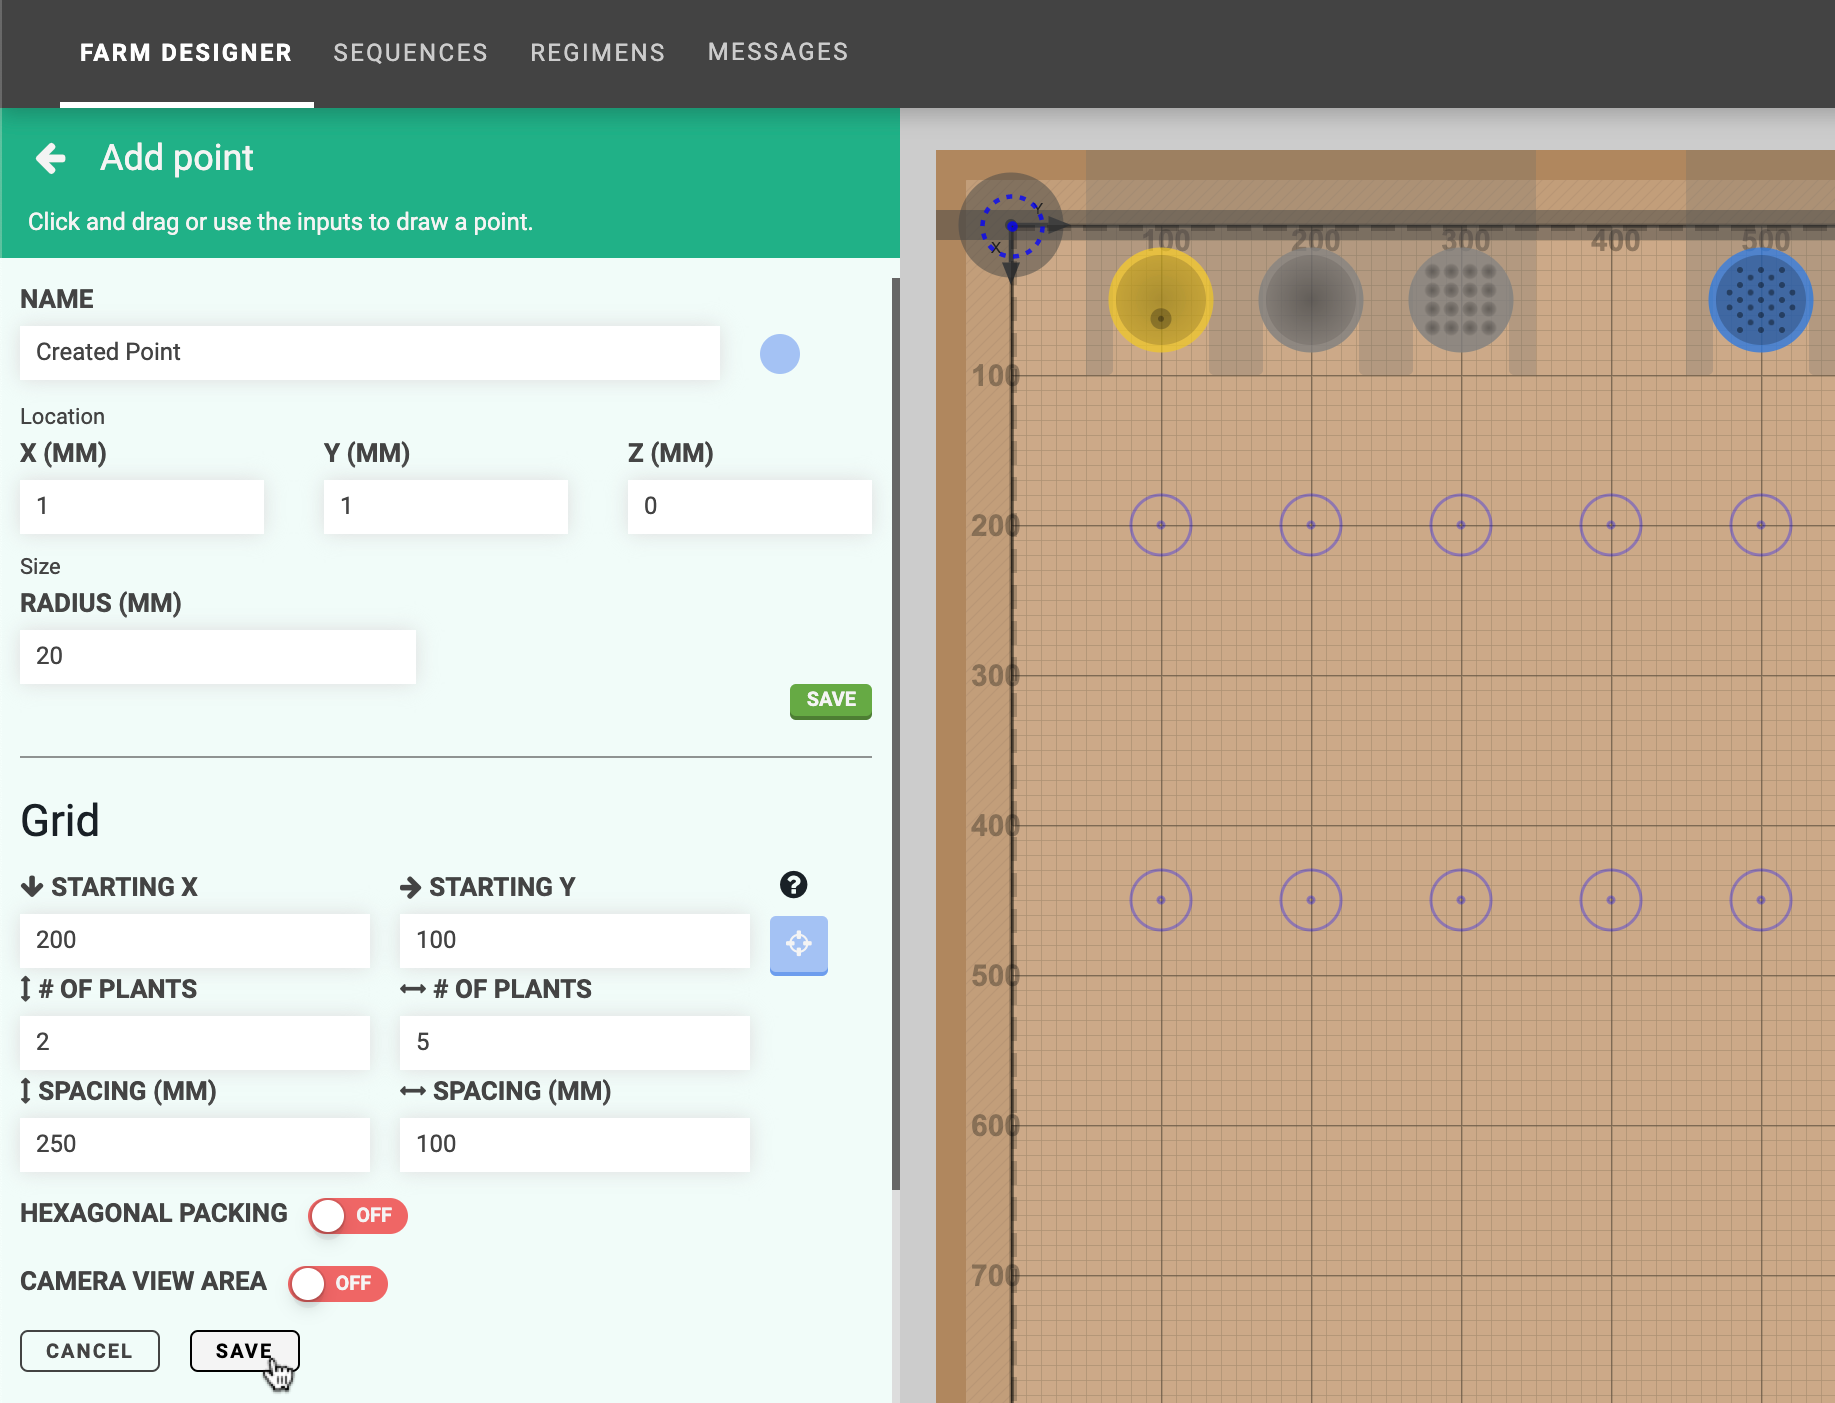 FARM DESIGNER SEQUENCES REGIMENS MESSAGES
Add point
Click and drag or use the inputs to draw a point.
NAME
Created Point
Location
X (MM) Y (MM) Z (MM)
1 1 0
Size
RADIUS (MM)
20
SAVE
Grid
STARTING X STARTING Y
?
200 100
# OF PLANTS # OF PLANTS
2 5
SPACING (MM) SPACING (MM)
250 100
HEXAGONAL PACKING OFF
CAMERA VIEW AREA OFF
CANCEL SAVE
Y
X
100 200 300 400 500
100
200
300
400
500
600
700